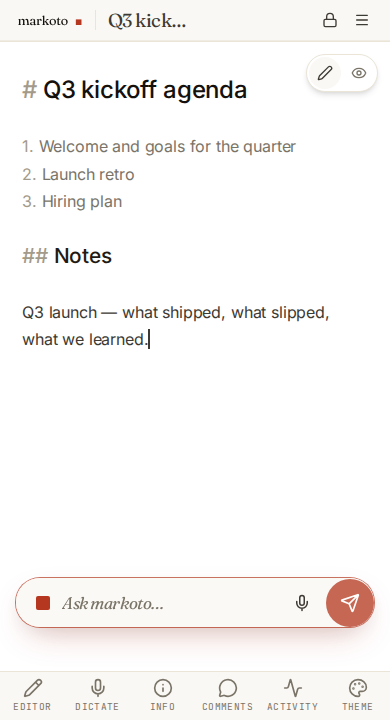 markoto
Q3 kick...
# Q3 kickoff agenda
1. Welcome and goals for the quarter
2. Launch retro
3. Hiring plan
## Notes
Q3 launch — what shipped, what slipped,
what we learned.
Ask markoto...
EDITOR DICTATE INFO COMMENTS ACTIVITY THEME